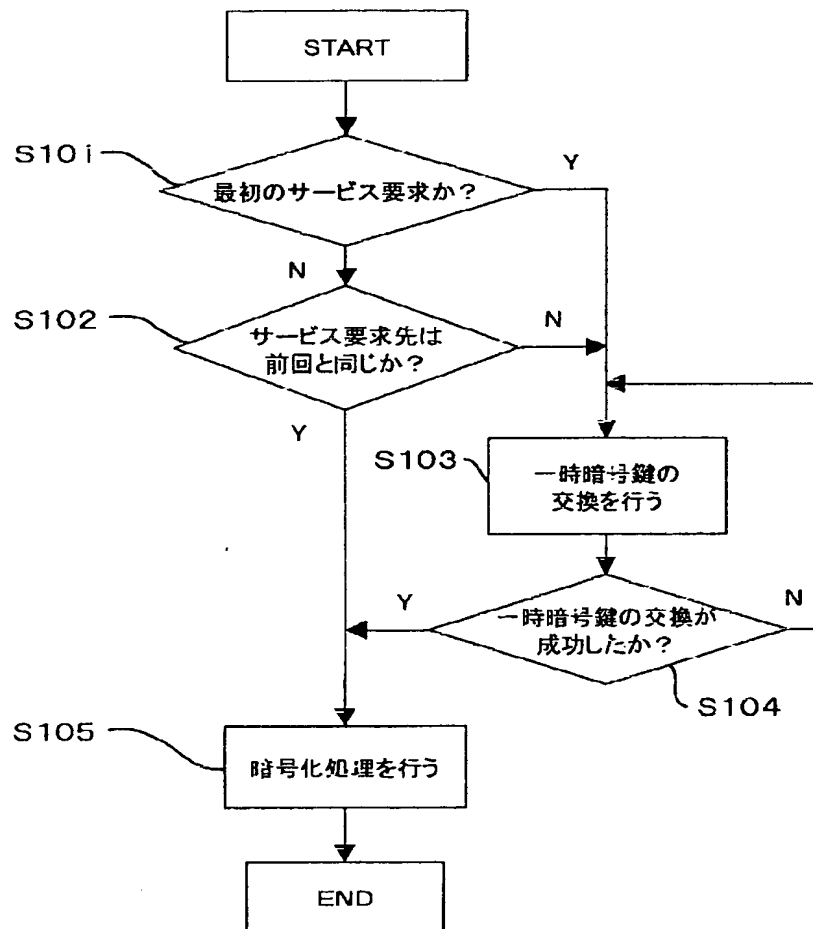 START
S10i
最初のサービス要求か？
Y
N
S102
サービス要求先は
前回と同じか？
N
Y
S103
一時暗号鍵の
交換を行う
Y
一時暗号鍵の交換が
成功したか？
N
S104
S105
暗号化処理を行う
END